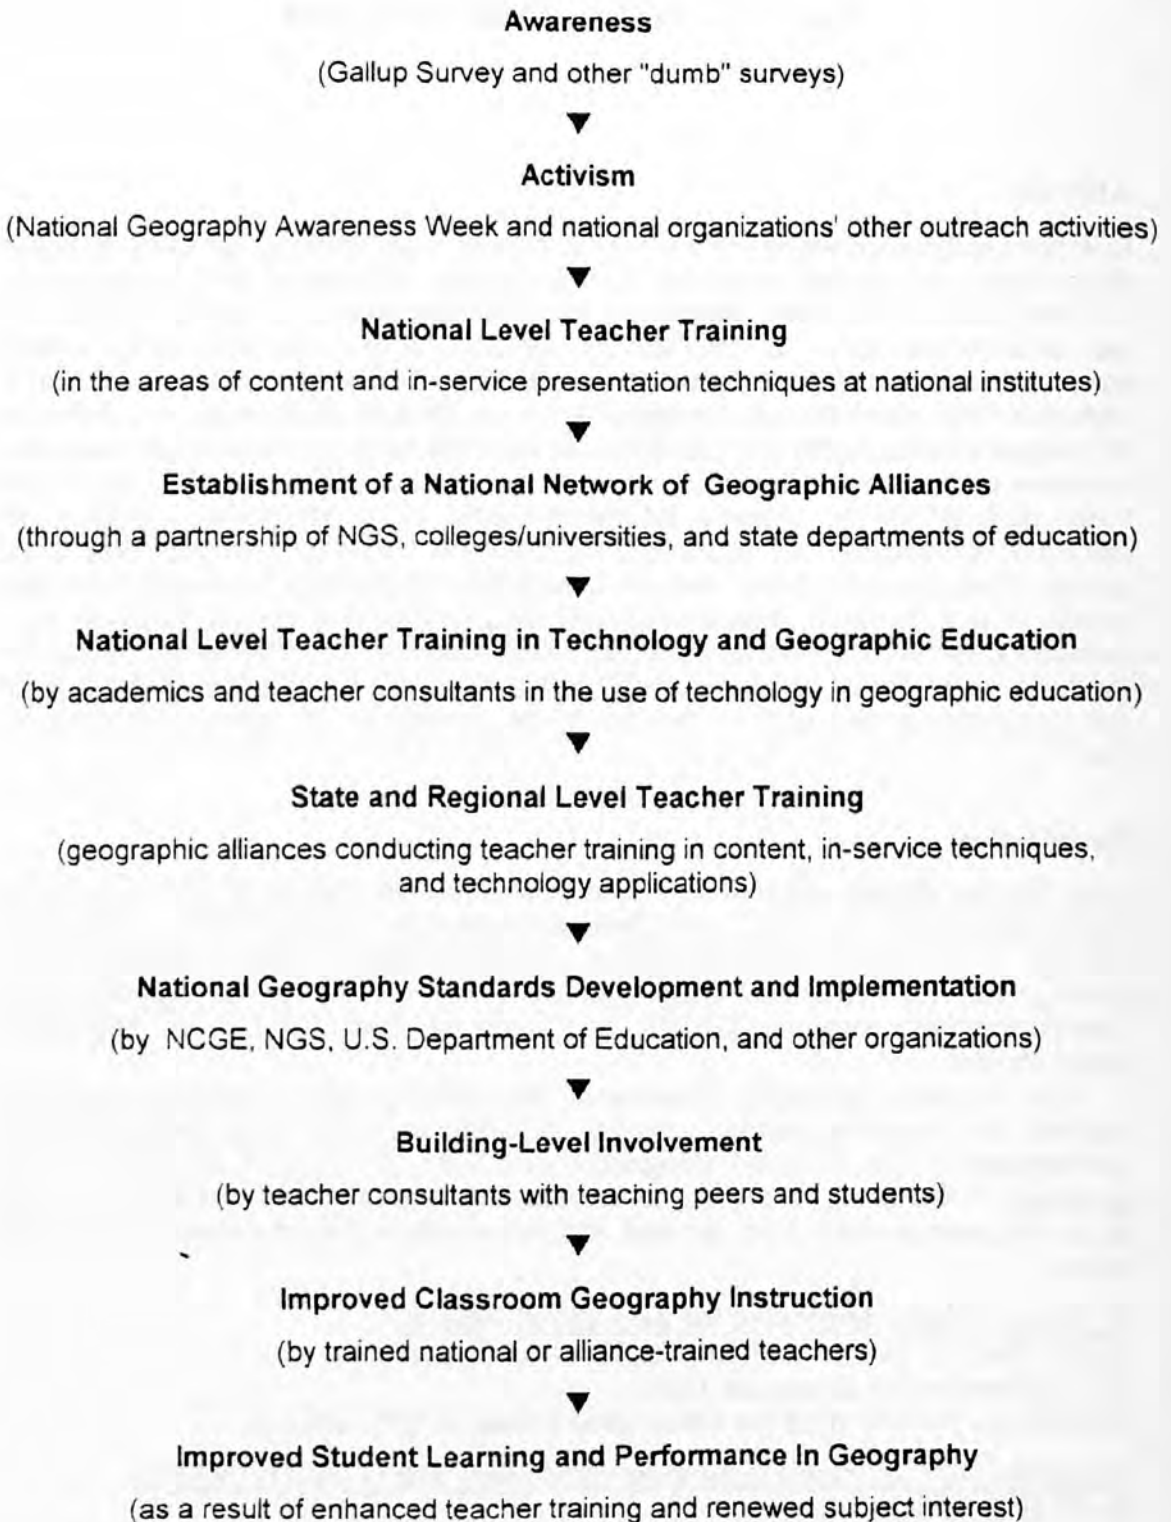 Awareness
(Gallup Survey and other "dumb" surveys)
Activism
(National Geography Awareness Week and national organizations' other outreach activities)
National Level Teacher Training
(in the areas of content and in-service presentation techniques at national institutes)
Establishment of a National Network of Geographic Alliances
(through a partnership of NGS, colleges/universities, and state departments of education)
National Level Teacher Training in Technology and Geographic Education
(by academics and teacher consultants in the use of technology in geographic education)
State and Regional Level Teacher Training
(geographic alliances conducting teacher training in content, in-service techniques,
and technology applications)
National Geography Standards Development and Implementation
(by NCGE, NGS, U.S. Department of Education, and other organizations)
Building-Level Involvement
(by teacher consultants with teaching peers and students)
Improved Classroom Geography Instruction
(by trained national or alliance-trained teachers)
Improved Student Learning and Performance In Geography
(as a result of enhanced teacher training and renewed subject interest)